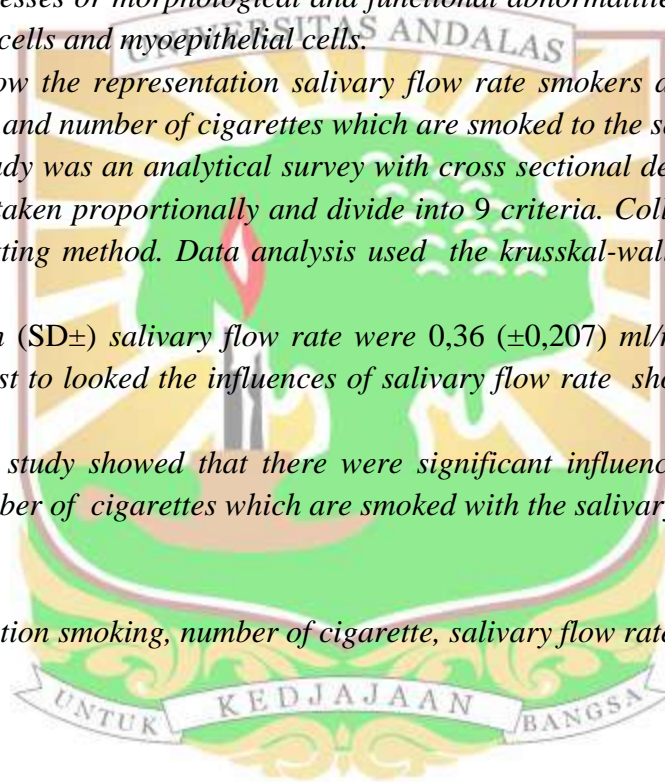 esses or morphological and functional abnormalitie
UNIVERSITAS ANDALAS
cells and myoepithelial cells.
ow the representation salivary flow rate smokers a
and number of cigarettes which are smoked to the sa
dy was an analytical survey with cross sectional de
taken proportionally and divide into 9 criteria. Coll
tting method. Data analysis used the krusskal-wall
n (SD±) salivary flow rate were 0,36 (±0,207) ml/m
st to looked the influences of salivary flow rate sho
study showed that there were significant influenc
ber of cigarettes which are smoked with the salivary
tion smoking, number of cigarette, salivary flow rate
UNTUK KEDJAJAAN BANGSA